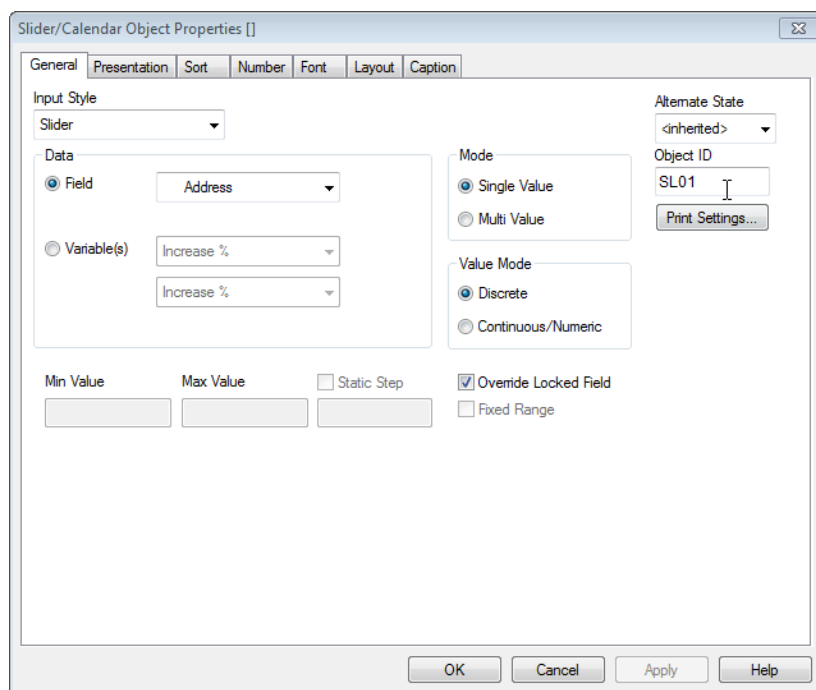 Slider/Calendar Object Properties []
General Presentation Sort Number Font Layout Caption
Input Style
Slider
Alternate State
<inherited>
Data
Field
Address
Variable(s)
Increase %
Increase %
Mode
Single Value
Multi Value
Object ID
SL01
Print Settings...
Value Mode
Discrete
Continuous/Numeric
Min Value
Max Value
Static Step
Override Locked Field
Fixed Range
OK Cancel Apply Help